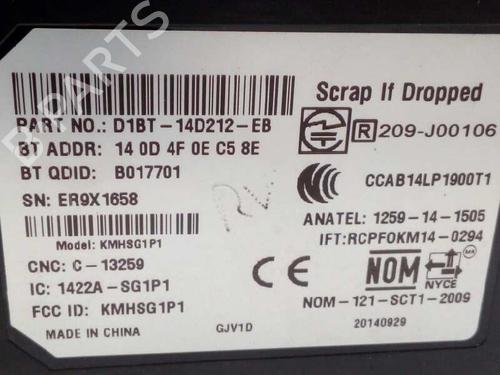 B-PARTS
PART NO.: D1BT-14D212-EB
BT ADDR: 14 0D 4F 0E C5 8E
BT QDID: B017701
SN: ER9X1658
Model: KMHSG1P1
CNC: C-13259
IC: 1422A-SG1P1
FCC ID: KMHSG1P1
MADE IN CHINA
GJV1D
RV
Scrap If Dropped
R 209-J00106
CCAB14LP1900T1
ANATEL: 1259-14-1505
IFT:RCPFOKM14-0294
CE
NOM
NYCE
NOM-121-SCT1-2009
20140929